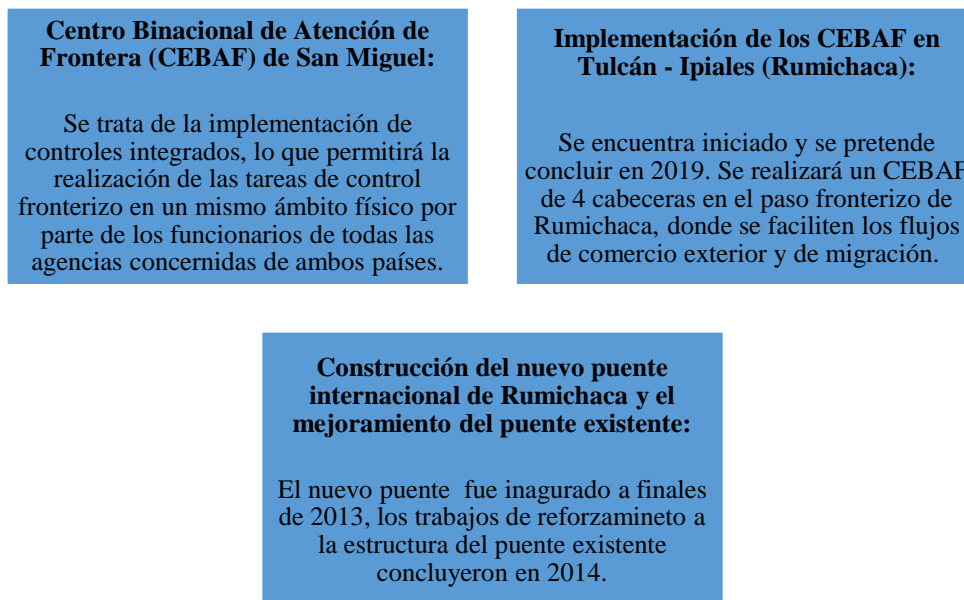 Centro Binacional de Atención de
Frontera (CEBAF) de San Miguel:
Se trata de la implementación de
controles integrados, lo que permitirá la
realización de las tareas de control
fronterizo en un mismo ámbito físico por
parte de los funcionarios de todas las
agencias concernidas de ambos países.
Implementación de los CEBAF en
Tulcán - Ipiales (Rumichaca):
Se encuentra iniciado y se pretende
concluir en 2019. Se realizará un CEBAF
de 4 cabeceras en el paso fronterizo de
Rumichaca, donde se faciliten los flujos
de comercio exterior y de migración.
Construcción del nuevo puente
internacional de Rumichaca y el
mejoramiento del puente existente:
El nuevo puente fue inagurado a finales
de 2013, los trabajos de reforzamineto a
la estructura del puente existente
concluyeron en 2014.